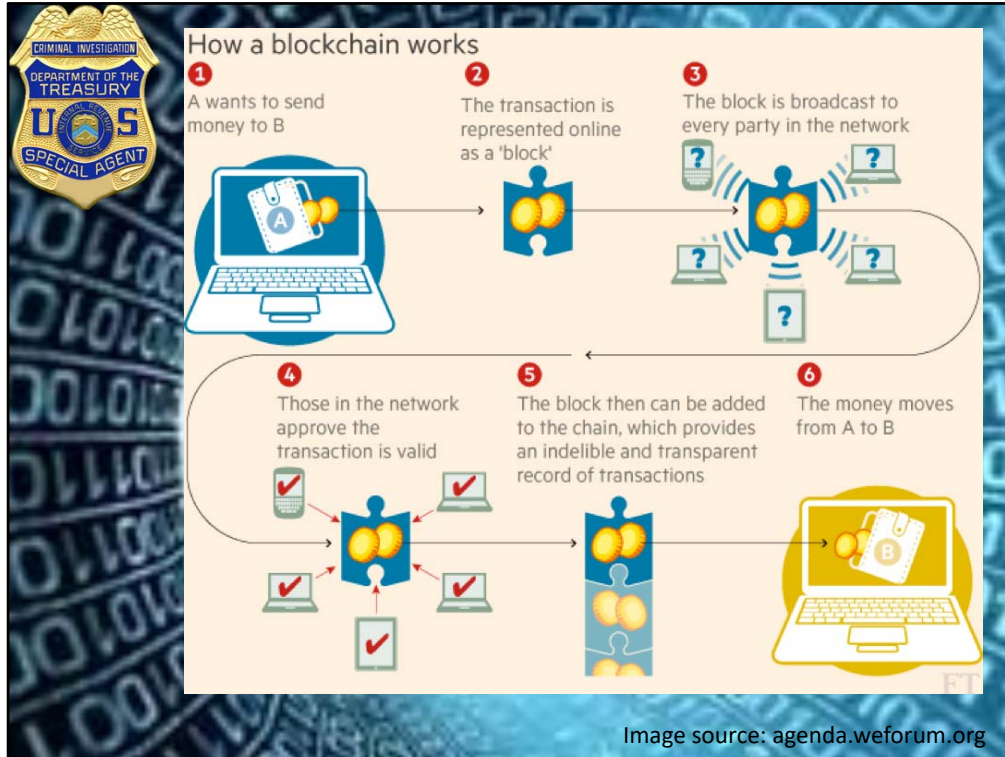 CRIMINAL INVESTIGATION
DEPARTMENT OF THE
TREASURY
INTERNAL REVENUE
SERVICE
U S
SPECIAL AGENT
How a blockchain works
1
A wants to send
money to B
2
The transaction is
represented online
as a 'block'
3
The block is broadcast to
every party in the network
A
?
?
?
?
?
4
Those in the network
approve the
transaction is valid
5
The block then can be added
to the chain, which provides
an indelible and transparent
record of transactions
6
The money moves
from A to B
B
FT
Image source: agenda.weforum.org